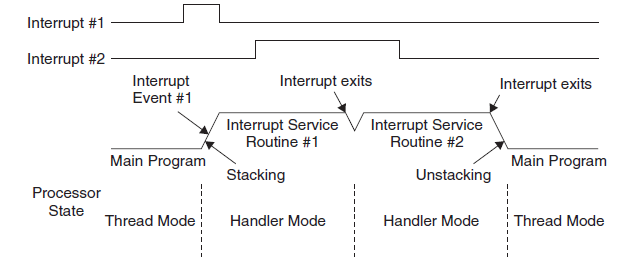 Interrupt #1
Interrupt #2
Interrupt
Event #1
Interrupt exits
Interrupt exits
Interrupt Service
Routine #1
Interrupt Service
Routine #2
Main Program
Stacking
Unstacking
Main Program
Processor
State
Thread Mode
Handler Mode
Handler Mode
Thread Mode